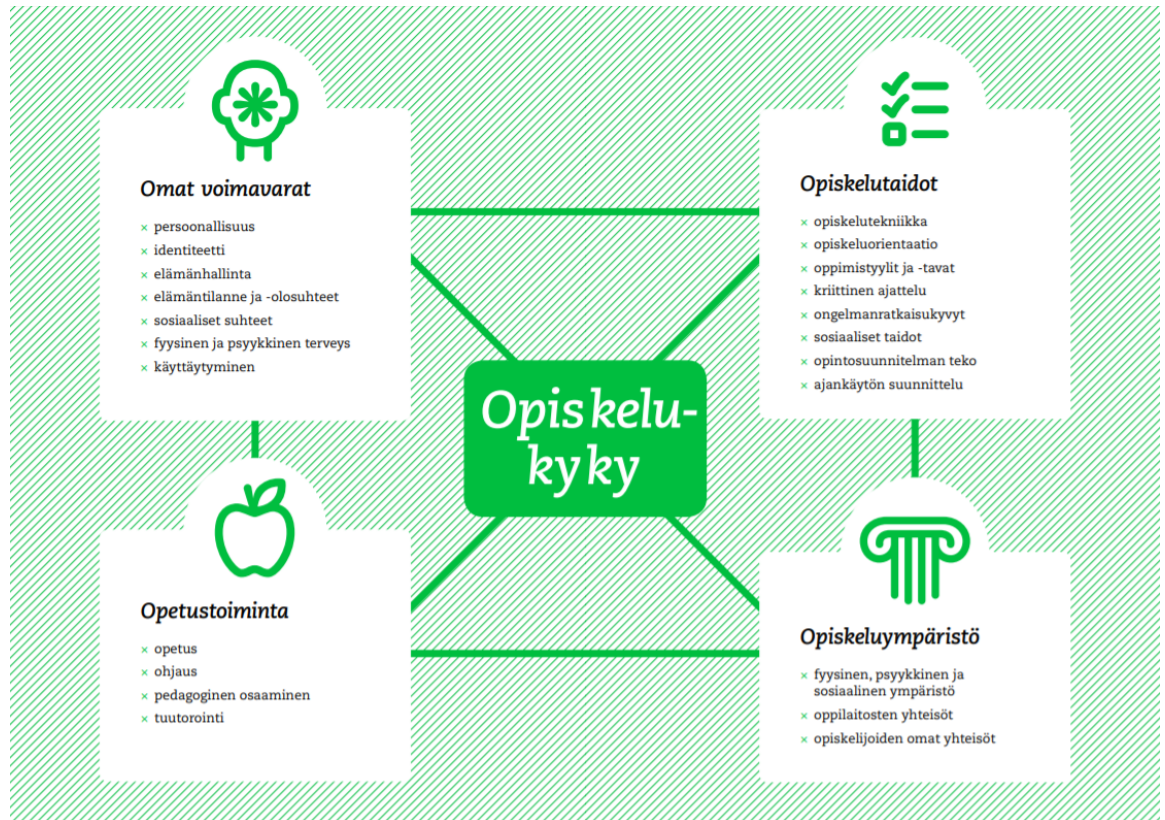 Omat voimavarat
× persoonallisuus
× identiteetti
× elämänhallinta
× elämäntilanne ja -olosuhteet
× sosiaaliset suhteet
× fyysinen ja psyykkinen terveys
× käyttäytyminen
Opiskelutaidot
× opiskelutekniikka
× opiskeluorientaatio
× oppimistyylit ja -tavat
× kriittinen ajattelu
× ongelmanratkaisukyvyt
× sosiaaliset taidot
× opintosuunnitelman teko
× ajankäytön suunnittelu
Opiskelu-
kyky
Opetustoiminta
× opetus
× ohjaus
× pedagoginen osaaminen
× tuutorointi
Opiskeluympäristö
× fyysinen, psyykkinen ja
sosiaalinen ympäristö
× oppilaitosten yhteisöt
× opiskelijoiden omat yhteisöt